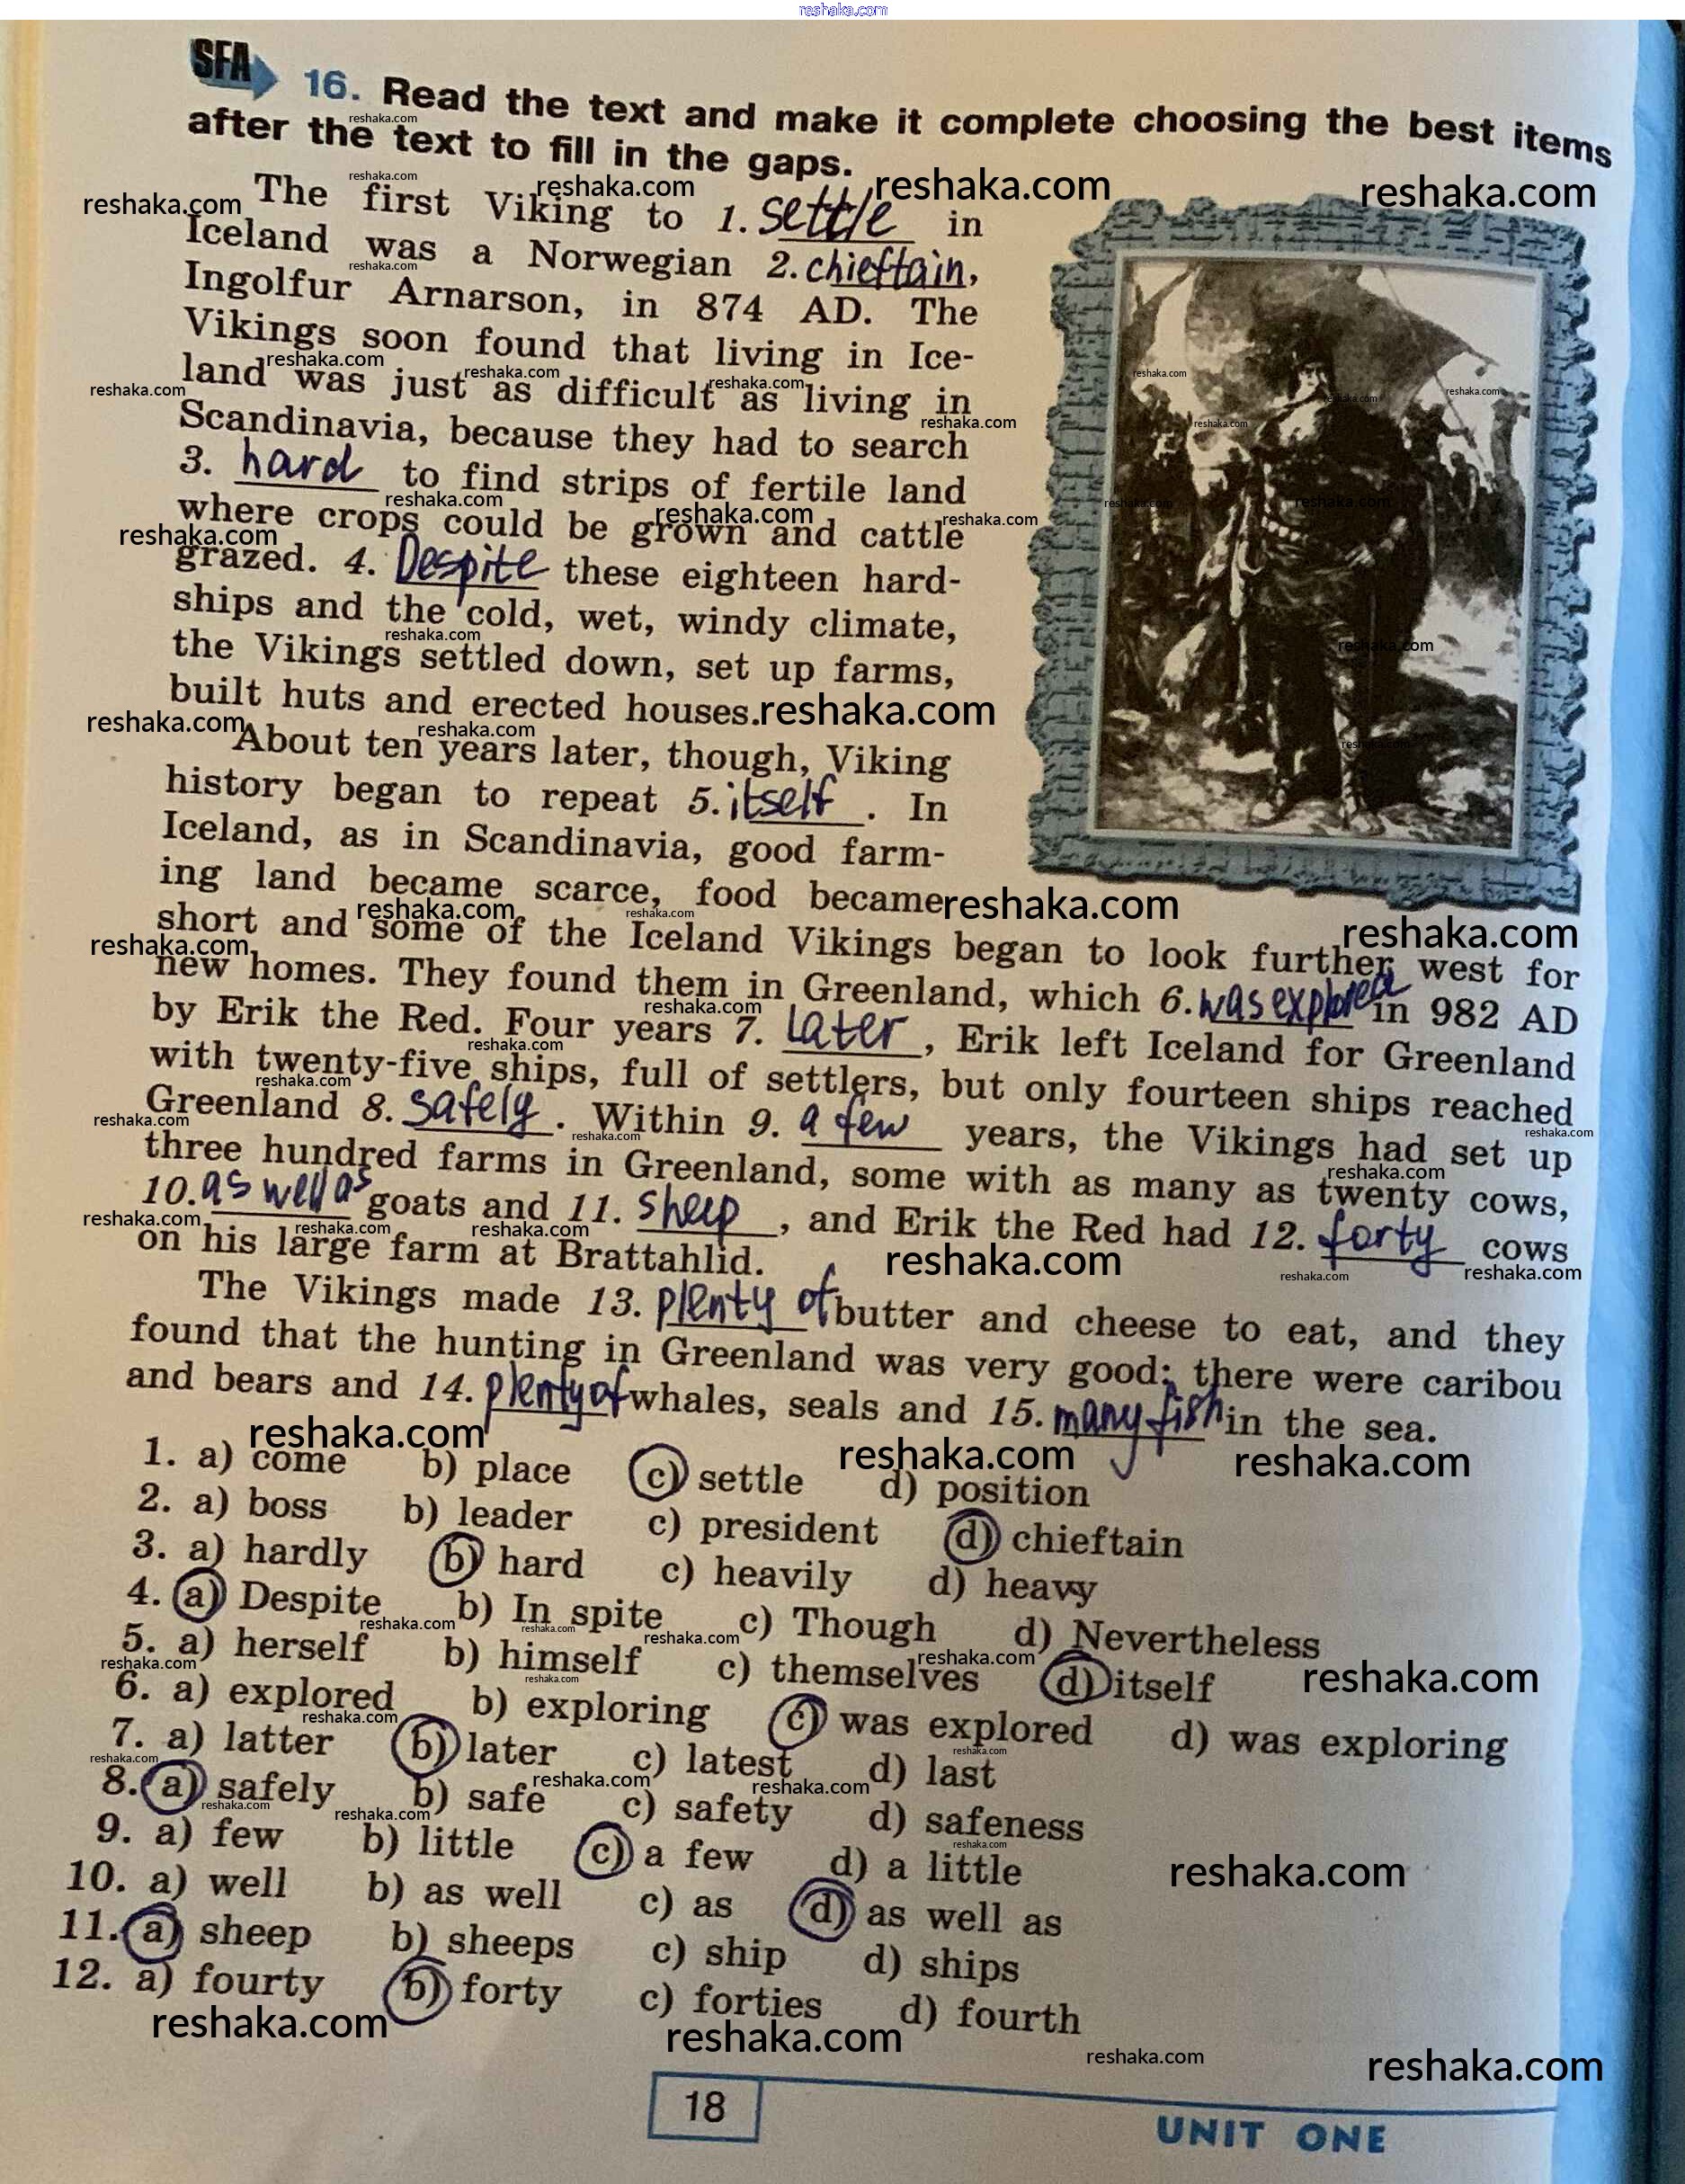 reshaka.com
SFA 16. Read the text and make it complete choosing the best items
after the text to fill in the gaps.
The first Viking to 1. settle in
Iceland was a Norwegian 2. chieftain,
Ingolfur Arnarson, in 874 AD. The
Vikings soon found that living in Ice-
land was just as difficult as living in
Scandinavia, because they had to search
3. hard to find strips of fertile land
where crops could be grown and cattle
grazed. 4. Despite these eighteen hard-
ships and the cold, wet, windy climate,
the Vikings settled down, set up farms,
built huts and erected houses.
About ten years later, though, Viking
history began to repeat 5. itself. In
Iceland, as in Scandinavia, good farm-
ing land became scarce, food became
short and some of the Iceland Vikings began to look further west for
new homes. They found them in Greenland, which 6. was explored in 982 AD
by Erik the Red. Four years 7. later, Erik left Iceland for Greenland
with twenty-five ships, full of settlers, but only fourteen ships reached
Greenland 8. safely. Within 9. a few years, the Vikings had set up
three hundred farms in Greenland, some with as many as twenty cows,
10. as well as goats and 11. sheep, and Erik the Red had 12. forty cows
on his large farm at Brattahlid.
The Vikings made 13. plenty of butter and cheese to eat, and they
found that the hunting in Greenland was very good: there were caribou
and bears and 14. plenty of whales, seals and 15. many fish in the sea.
1. a) come b) place c) settle d) position
2. a) boss b) leader c) president d) chieftain
3. a) hardly b) hard c) heavily d) heavy
4. a) Despite b) In spite c) Though d) Nevertheless
5. a) herself b) himself c) themselves d) itself
6. a) explored b) exploring c) was explored d) was exploring
7. a) latter b) later c) latest d) last
8. a) safely b) safe c) safety d) safeness
9. a) few b) little c) a few d) a little
10. a) well b) as well c) as d) as well as
11. a) sheep b) sheeps c) ship d) ships
12. a) fourty b) forty c) forties d) fourth
18
UNIT ONE